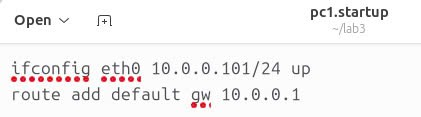 Open
pc1.startup
~/lab3
ifconfig eth0 10.0.0.101/24 up
route add default gw 10.0.0.1